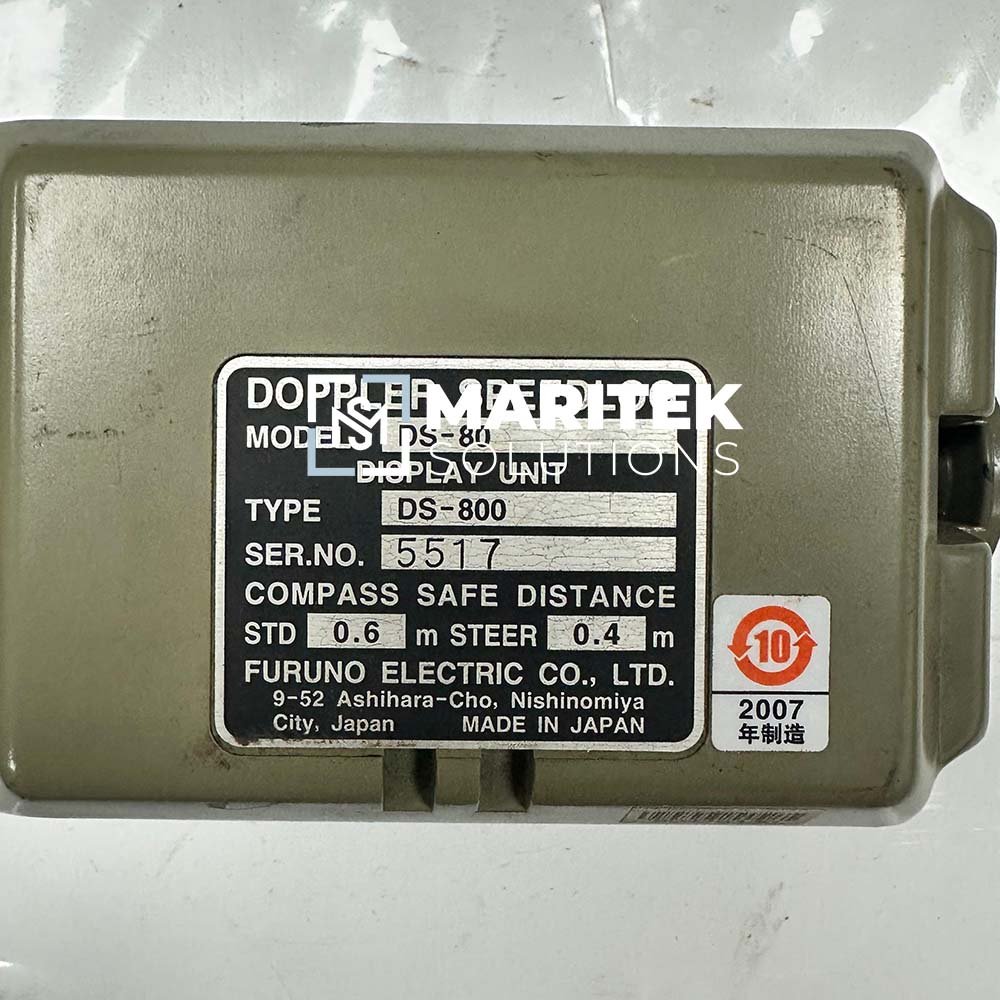 DOPPLER SPEED LOG
MODEL DS-80
DISPLAY UNIT
TYPE DS-800
SER.NO. 5517
COMPASS SAFE DISTANCE
STD 0.6 m STEER 0.4 m
FURUNO ELECTRIC CO., LTD.
9-52 Ashihara-Cho, Nishinomiya
City, Japan MADE IN JAPAN
MS MARITEK
SOLUTIONS
10
2007
年制造